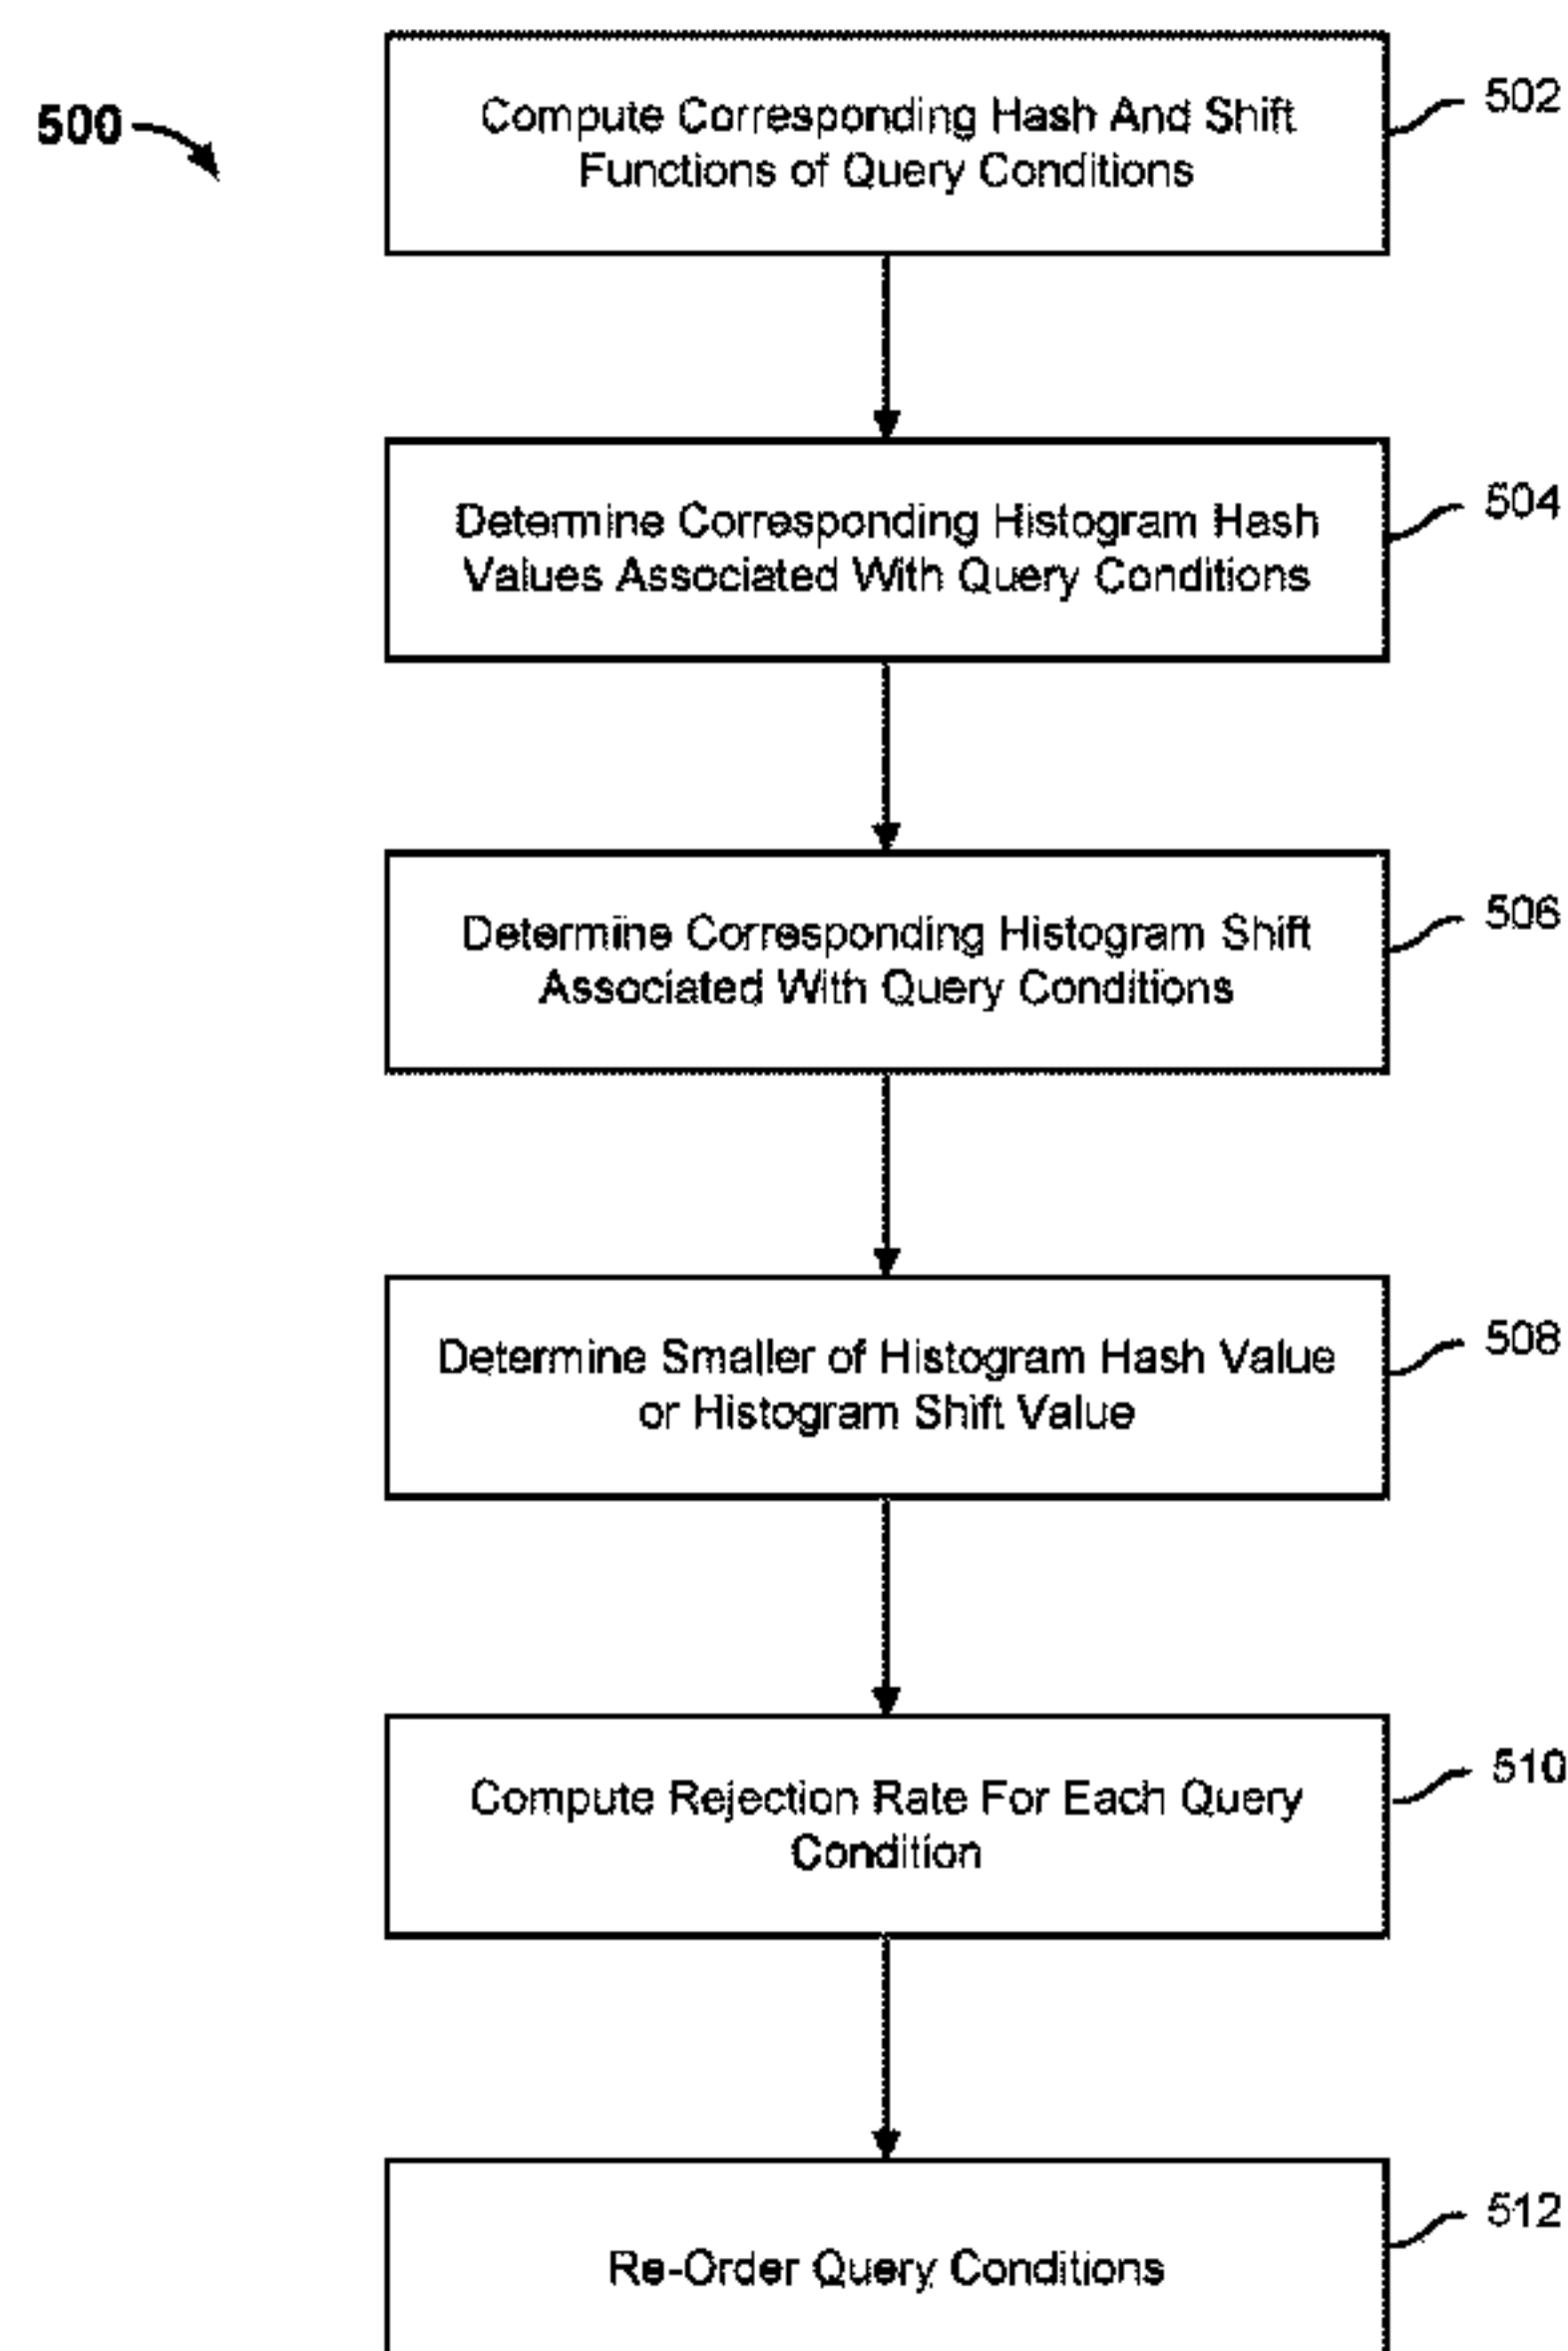 500
Compute Corresponding Hash And Shift
Functions of Query Conditions
502
Determine Corresponding Histogram Hash
Values Associated With Query Conditions
504
Determine Corresponding Histogram Shift
Associated With Query Conditions
506
Determine Smaller of Histogram Hash Value
or Histogram Shift Value
508
Compute Rejection Rate For Each Query
Condition
510
Re-Order Query Conditions
512